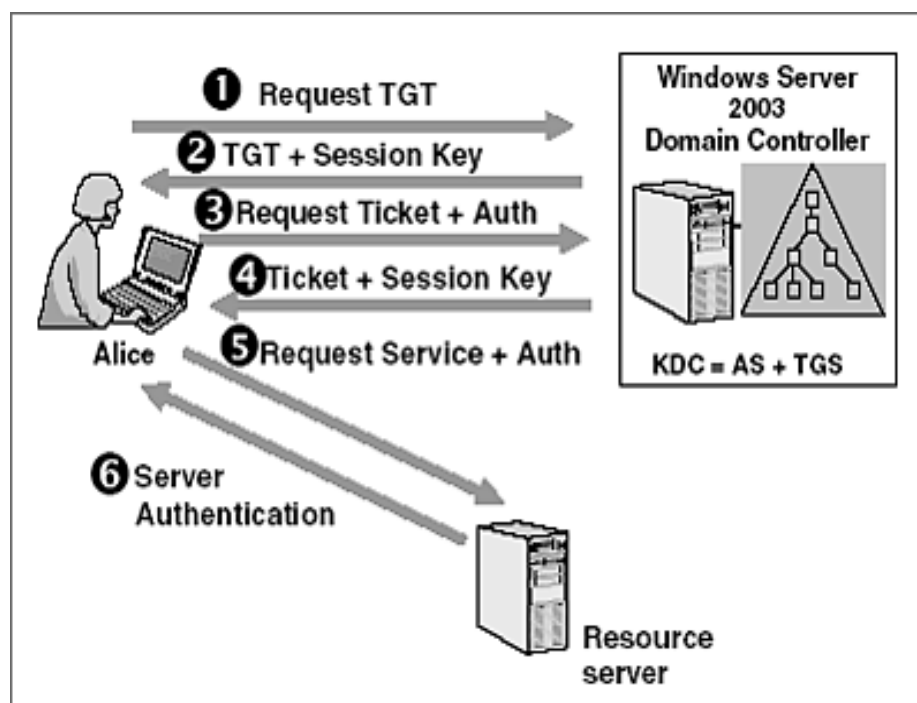 1 Request TGT
Windows Server
2003
Domain Controller
2 TGT + Session Key
3 Request Ticket + Auth
4 Ticket + Session Key
Alice
5 Request Service + Auth
KDC = AS + TGS
6 Server
Authentication
Resource
server